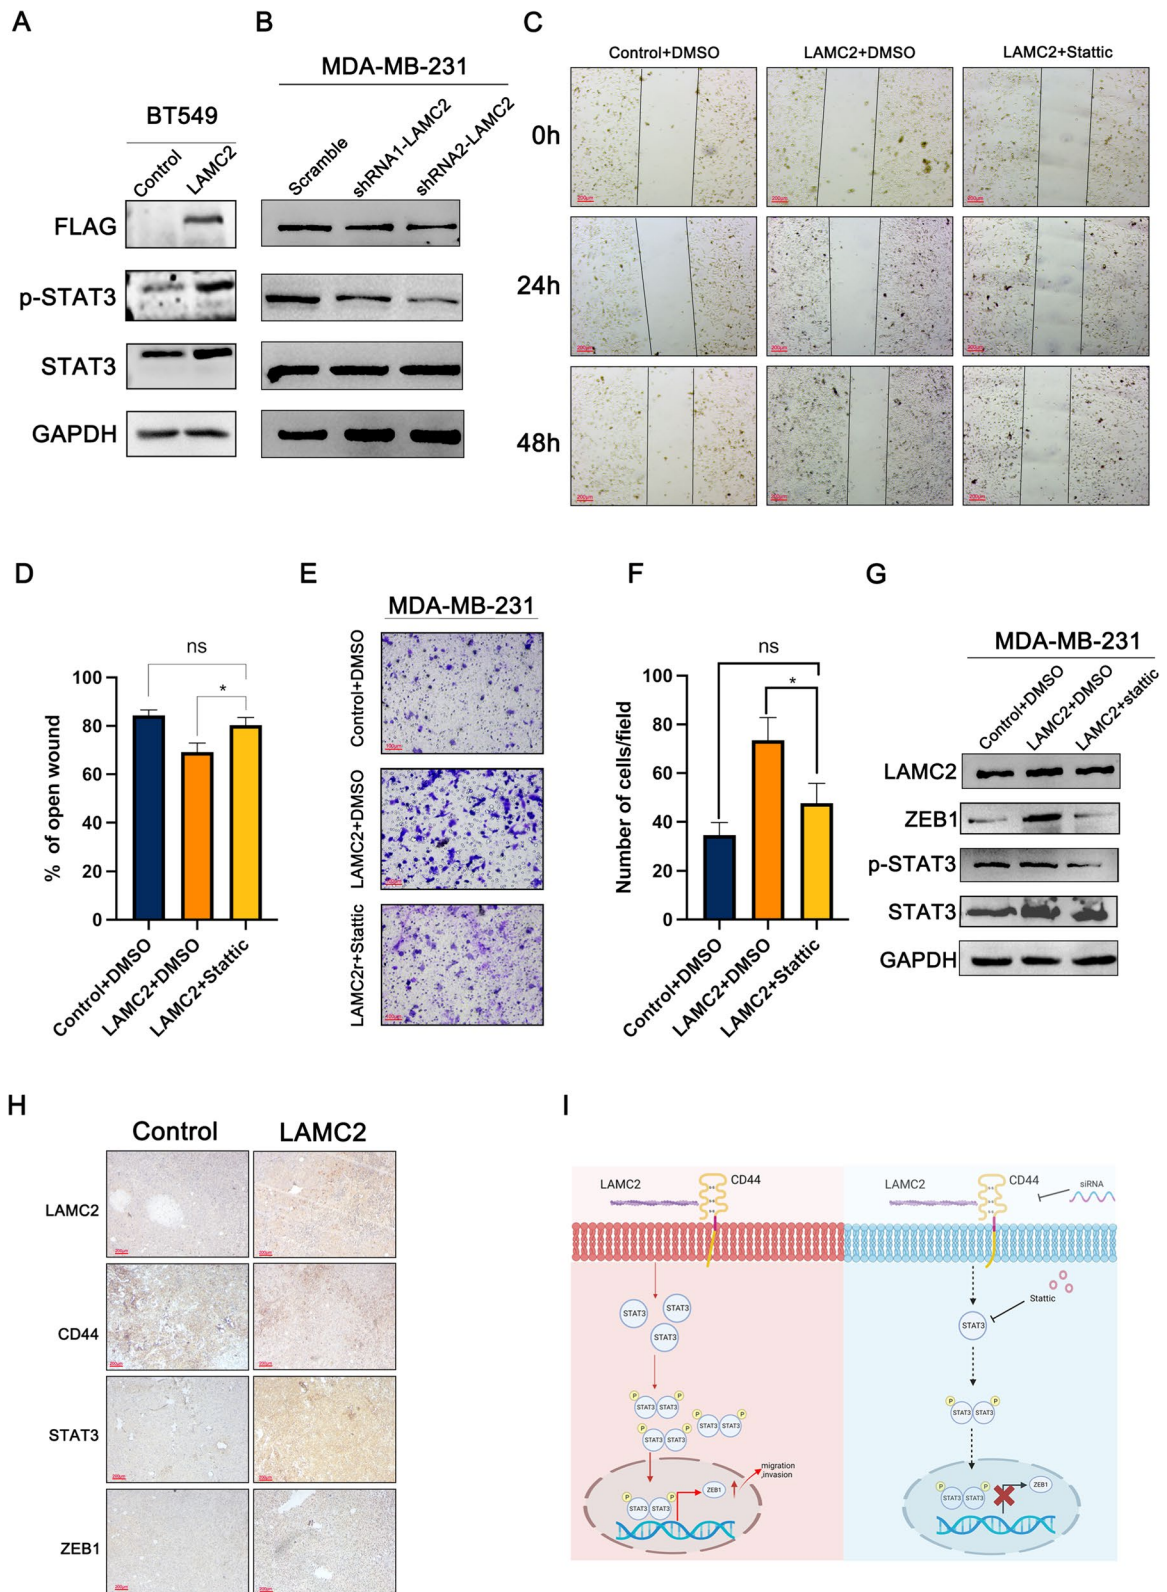 A
BT549
Control
LAMC2
FLAG
p-STAT3
STAT3
GAPDH
B
MDA-MB-231
Scramble
shRNA1-LAMC2
shRNA2-LAMC2
C
Control+DMSO
LAMC2+DMSO
LAMC2+Stattic
0h
24h
48h
D
% of open wound
100
80
60
40
20
0
ns
*
Control+DMSO
LAMC2+DMSO
LAMC2+Stattic
E
MDA-MB-231
Control+DMSO
LAMC2+DMSO
LAMC2r+Stattic
F
Number of cells/field
100
80
60
40
20
0
ns
*
Control+DMSO
LAMC2+DMSO
LAMC2+Stattic
G
MDA-MB-231
Control+DMSO
LAMC2+DMSO
LAMC2+stattic
LAMC2
ZEB1
p-STAT3
STAT3
GAPDH
H
Control
LAMC2
LAMC2
CD44
STAT3
ZEB1
I
LAMC2
CD44
STAT3
STAT3
STAT3
P
P
STAT3 STAT3
P
P
STAT3 STAT3
STAT3 STAT3
P
P
STAT3 STAT3
ZEB1
migration
invasion
LAMC2
CD44
siRNA
Stattic
STAT3
P
P
STAT3 STAT3
P
P
STAT3 STAT3
ZEB1